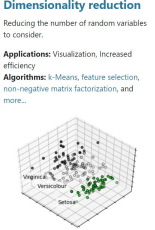 Dimensionality reduction
Reducing the number of random variables
to consider.
Applications: Visualization, Increased
efficiency
Algorithms: k-Means, feature selection,
non-negative matrix factorization, and
more...
Virginica
Versicolour
Setosa